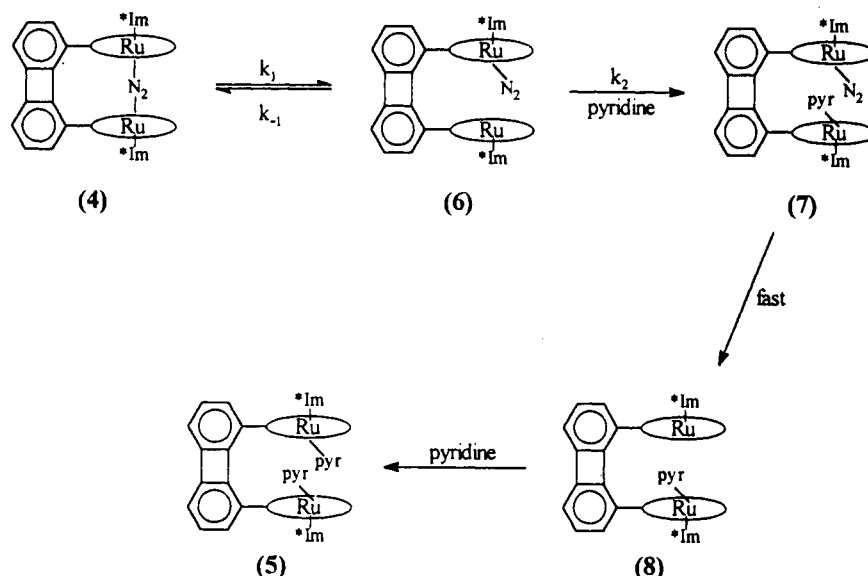 *Im
Ru
N₂
Ru
*Im
(4)
k₁
k₋₁
*Im
Ru
N₂
Ru
*Im
(6)
k₂
pyridine
*Im
Ru
N₂
pyr
Ru
*Im
(7)
fast
*Im
Ru
pyr
pyr
Ru
*Im
(5)
pyridine
*Im
Ru
pyr
Ru
*Im
(8)